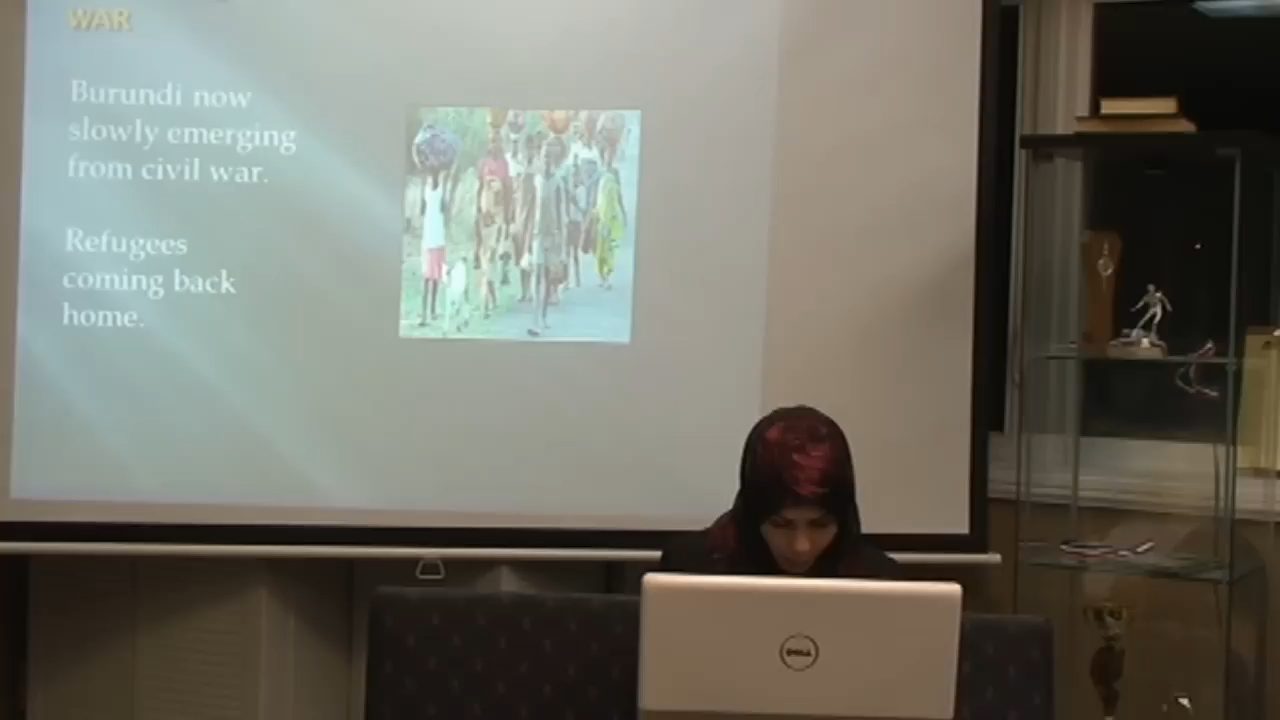 WAR
Burundi now
slowly emerging
from civil war.
Refugees
coming back
home.
DELL